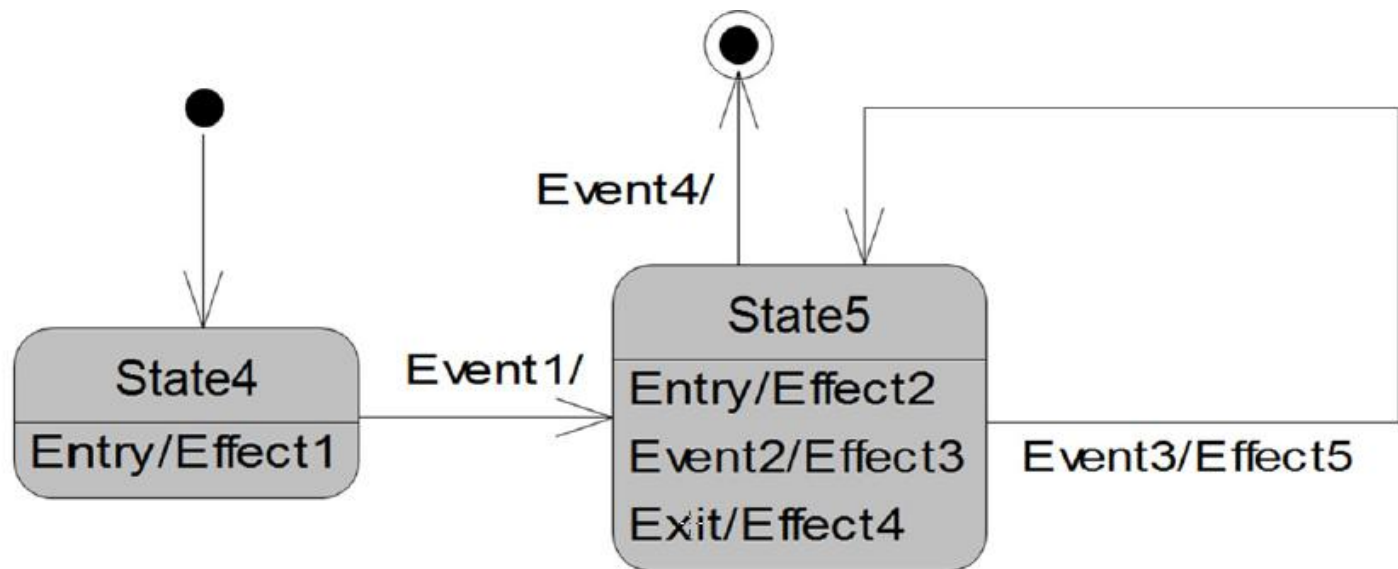 Event4/
State4
Entry/Effect1
Event1/
State5
Entry/Effect2
Event2/Effect3
Exit/Effect4
Event3/Effect5